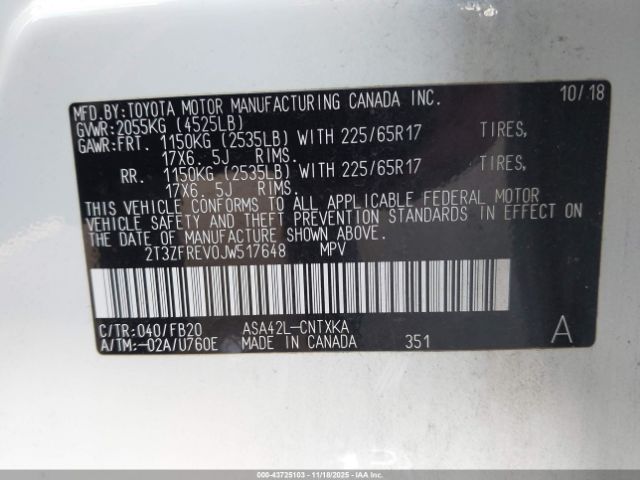 MFD.BY:TOYOTA MOTOR MANUFACTURING CANADA INC. 10/18
GVWR:2055KG (4525LB)
GAWR:FRT. 1150KG (2535LB) WITH 225/65R17 TIRES,
17X6.5J RIMS.
RR. 1150KG (2535LB) WITH 225/65R17 TIRES,
17X6.5J RIMS.
THIS VEHICLE CONFORMS TO ALL APPLICABLE FEDERAL MOTOR
VEHICLE SAFETY AND THEFT PREVENTION STANDARDS IN EFFECT ON
THE DATE OF MANUFACTURE SHOWN ABOVE.
2T3ZFREV0JW517648 MPV
C/TR:040/FB20 ASA42L-CNTXKA
A/TM:-02A/U760E MADE IN CANADA 351 A
000-43725103 - 11/18/2025 - IAAI.COM